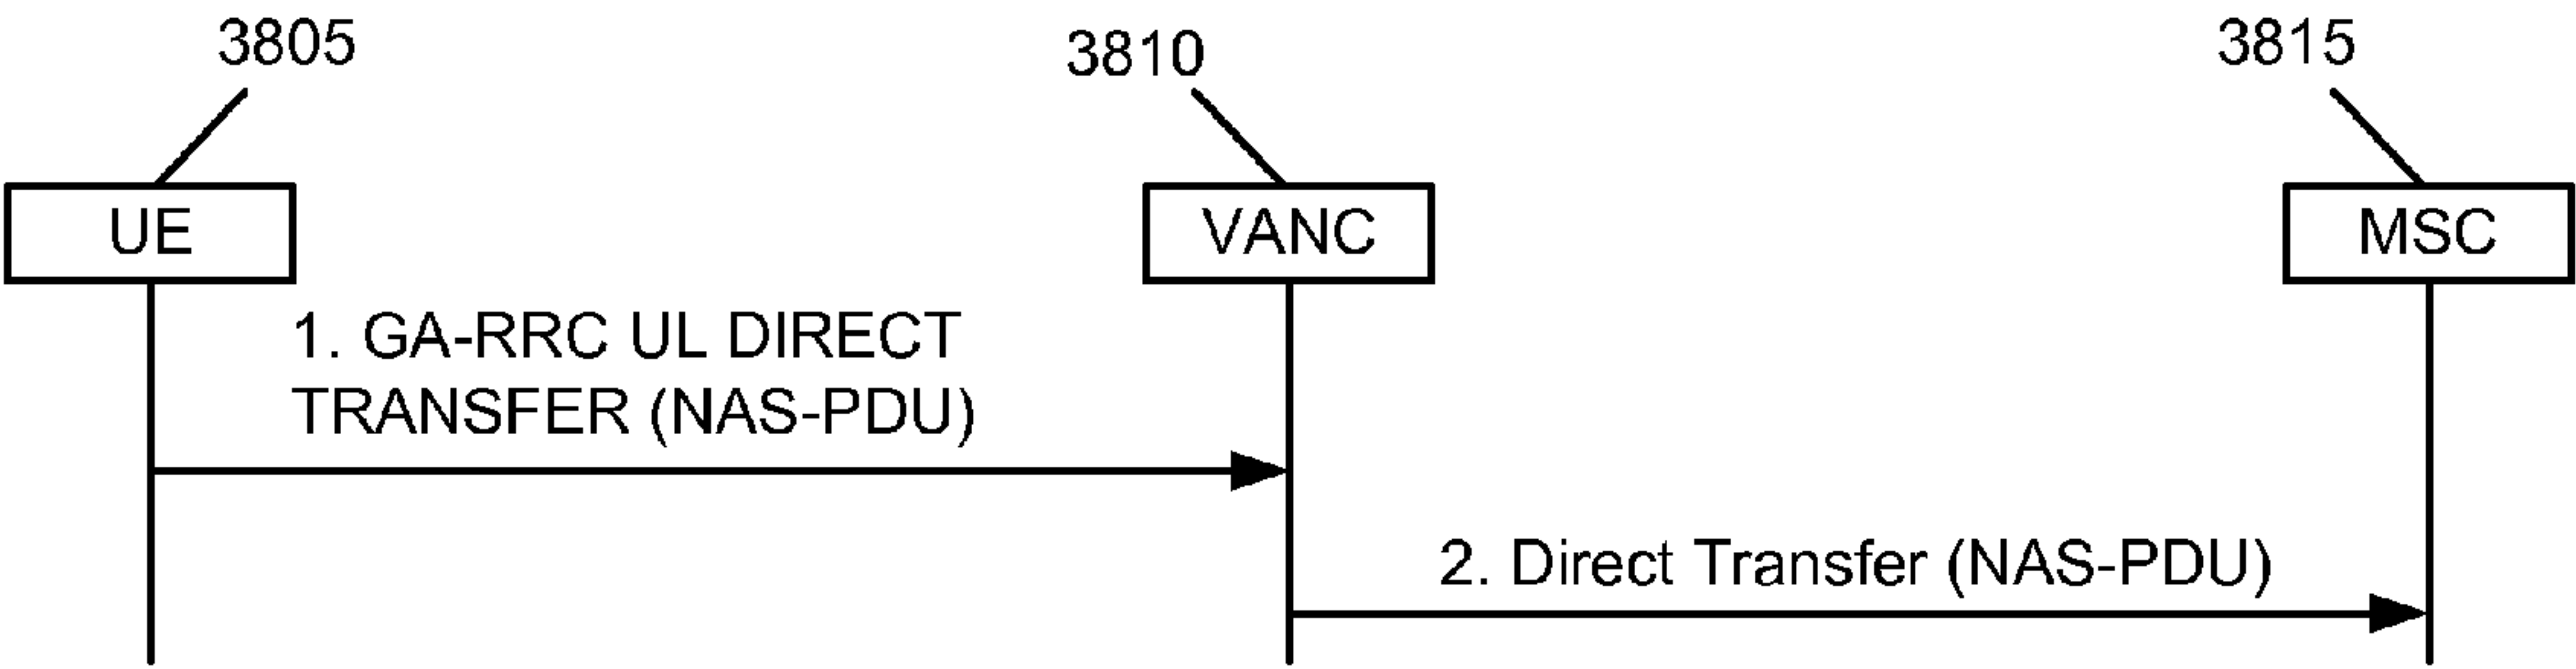 3805
3810
3815
UE
VANC
MSC
1. GA-RRC UL DIRECT
TRANSFER (NAS-PDU)
2. Direct Transfer (NAS-PDU)